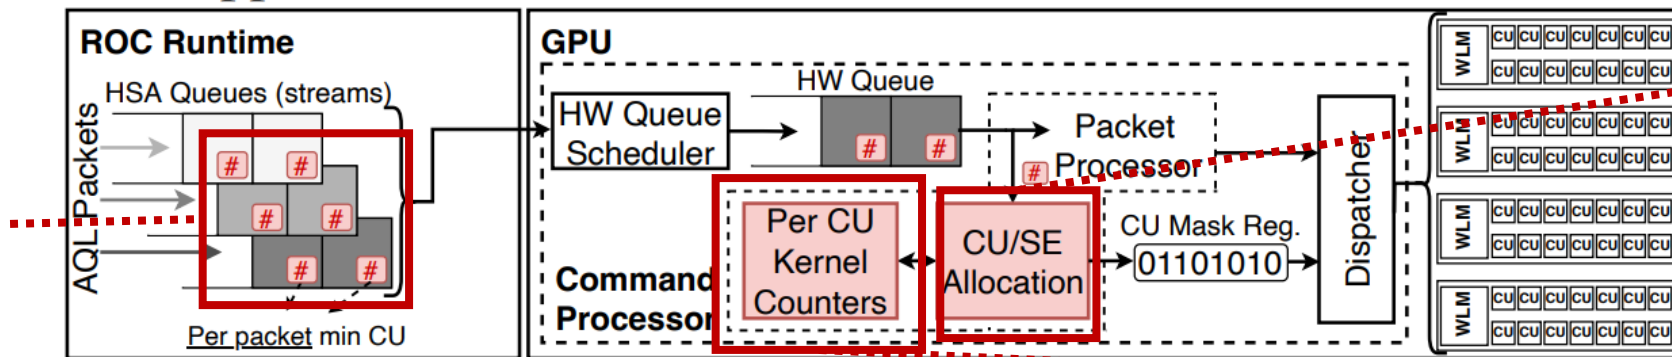 ROC Runtime
HSA Queues (streams)
AQL Packets
# #
# #
# #
Per packet min CU
GPU
HW Queue
Scheduler
HW Queue
# #
Packet
Processor
#
Per CU
Kernel
Counters
CU/SE
Allocation
CU Mask Reg.
01101010
Command
Processor
Dispatcher
WLM
CU CU CU CU CU CU CU
CU CU CU CU CU CU CU
WLM
CU CU CU CU CU CU CU
CU CU CU CU CU CU CU
WLM
CU CU CU CU CU CU CU
CU CU CU CU CU CU CU
WLM
CU CU CU CU CU CU CU
CU CU CU CU CU CU CU